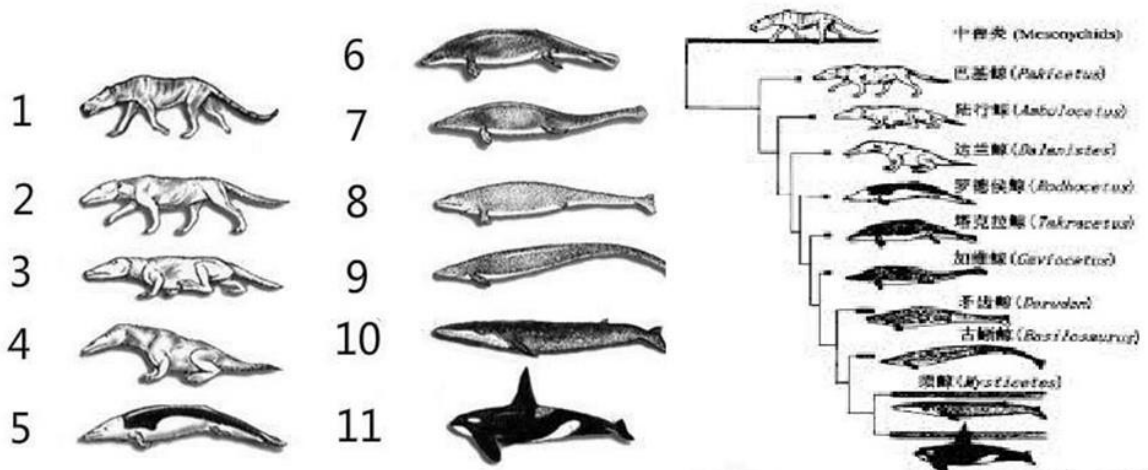 1
2
3
4
5
6
7
8
9
10
11
中兽类 (Mesonychids)
巴基鲸(Pakicetus)
陆行鲸(Ambulocetus)
达兰鲸(Dalanistes)
罗德侯鲸(Rodhocetus)
塔克拉鲸(Takracetus)
加维鲸(Gaviocetus)
矛齿鲸(Dorudon)
古蜥鲸(Basilosaurus)
须鲸(Mysticetes)